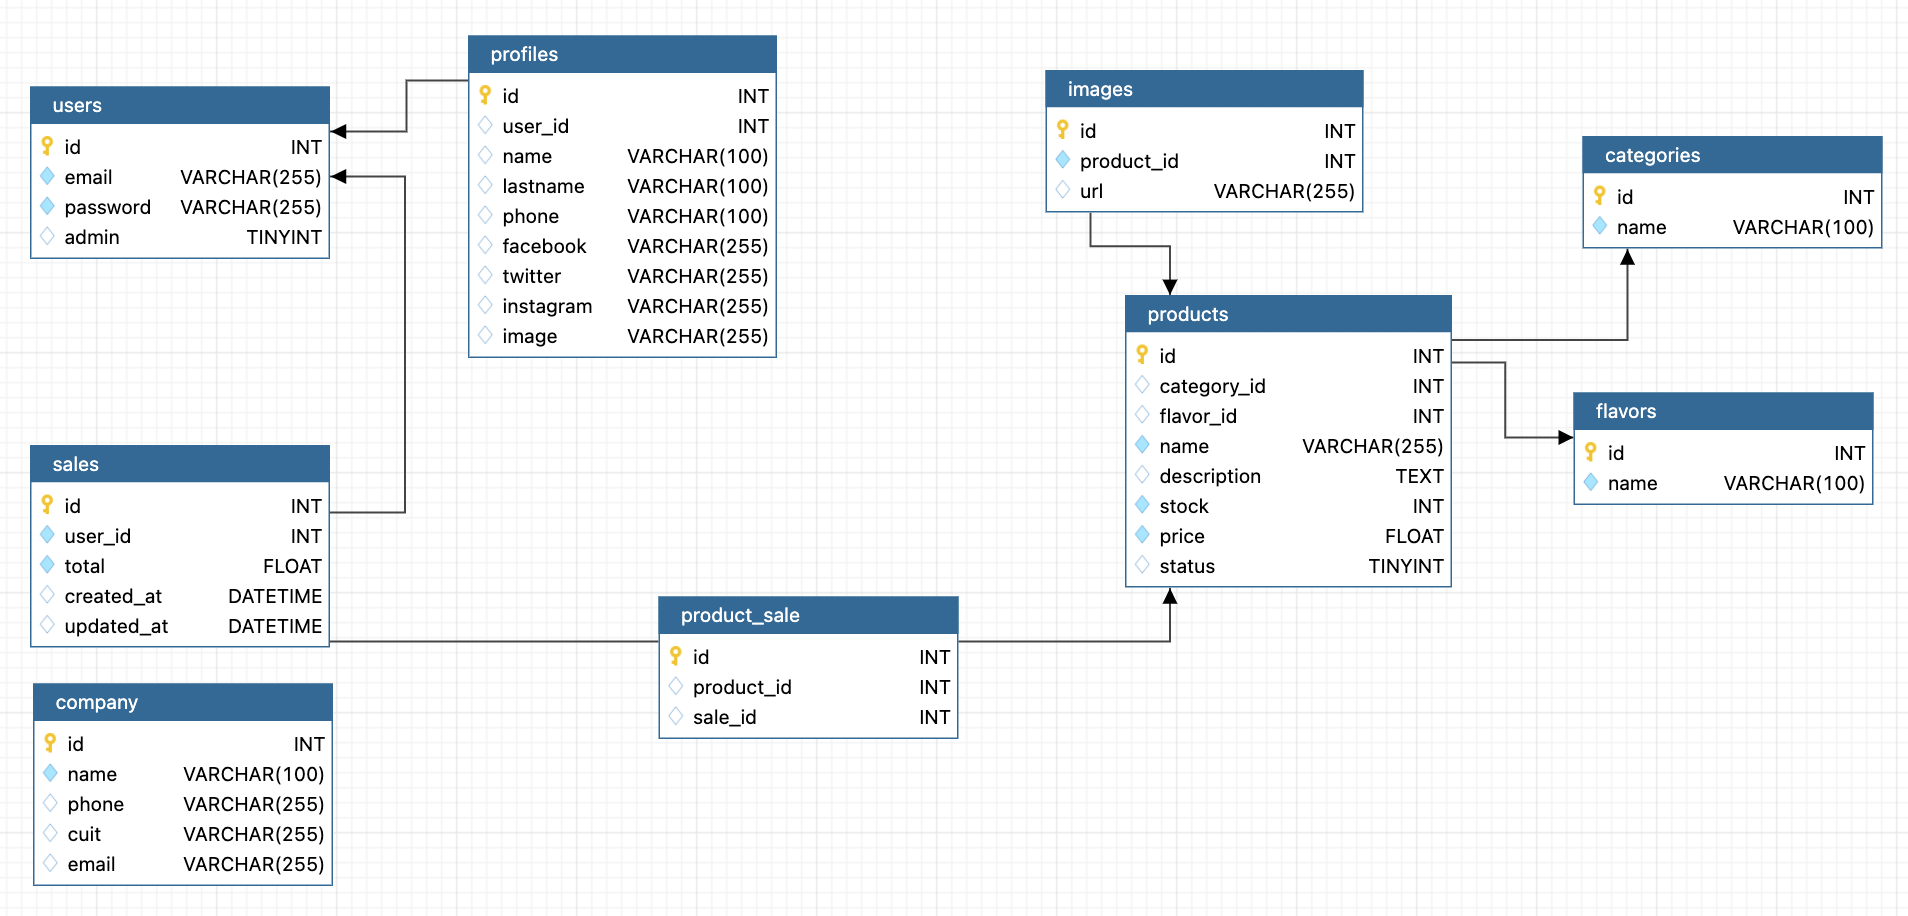 users
id INT
email VARCHAR(255)
password VARCHAR(255)
admin TINYINT
profiles
id INT
user_id INT
name VARCHAR(100)
lastname VARCHAR(100)
phone VARCHAR(100)
facebook VARCHAR(255)
twitter VARCHAR(255)
instagram VARCHAR(255)
image VARCHAR(255)
images
id INT
product_id INT
url VARCHAR(255)
categories
id INT
name VARCHAR(100)
products
id INT
category_id INT
flavor_id INT
name VARCHAR(255)
description TEXT
stock INT
price FLOAT
status TINYINT
flavors
id INT
name VARCHAR(100)
sales
id INT
user_id INT
total FLOAT
created_at DATETIME
updated_at DATETIME
product_sale
id INT
product_id INT
sale_id INT
company
id INT
name VARCHAR(100)
phone VARCHAR(255)
cuit VARCHAR(255)
email VARCHAR(255)